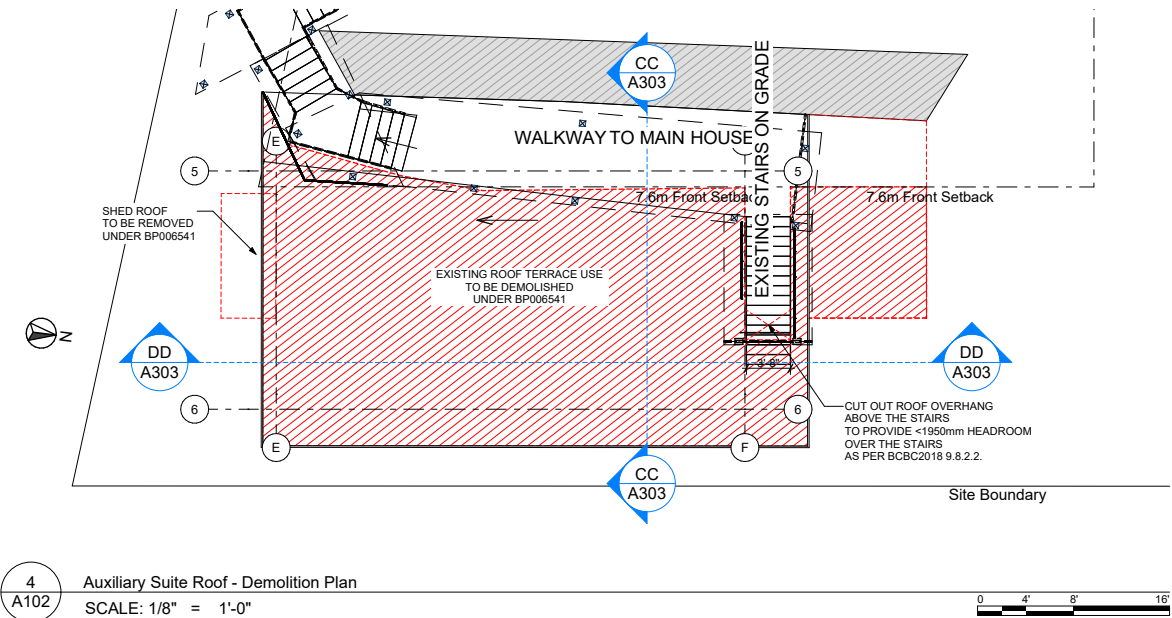 CC
A303
EXISTING STAIRS ON GRADE
WALKWAY TO MAIN HOUSE
E
5
5
7.6m Front Setbac
7.6m Front Setback
SHED ROOF
TO BE REMOVED
UNDER BP006541
EXISTING ROOF TERRACE USE
TO BE DEMOLISHED
UNDER BP006541
N
DD
A303
3'-8"
DD
A303
6
6
CUT OUT ROOF OVERHANG
ABOVE THE STAIRS
TO PROVIDE <1950mm HEADROOM
OVER THE STAIRS
AS PER BCBC2018 9.8.2.2.
E
F
CC
A303
Site Boundary
4
A102
Auxiliary Suite Roof - Demolition Plan
SCALE: 1/8" = 1'-0"
0 4' 8' 16'